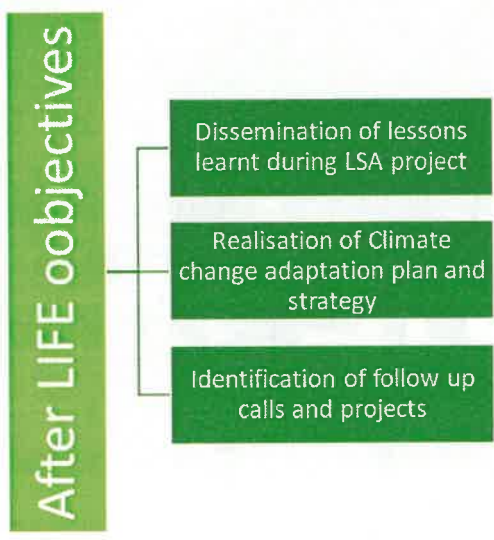 After LIFE oobjectives
Dissemination of lessons
learnt during LSA project
Realisation of Climate
change adaptation plan and
strategy
Identification of follow up
calls and projects